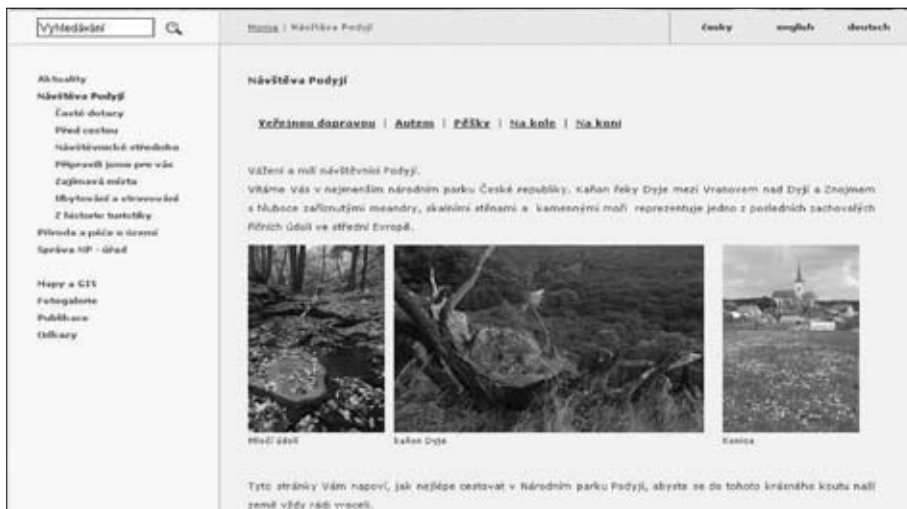 Vyhledávání
Home | Návštěva Podyjí
česky english deutsch
Aktuality
Návštěva Podyjí
Časté dotazy
Před cestou
Návštěvnické středisko
Připravili jsme pro vás
Zajímavá místa
Ubytování a stravování
Z historie turistiky
Příroda a péče o území
Správa NP - úřad
Mapy a GIS
Fotogalerie
Publikace
Odkazy
Návštěva Podyjí
Veřejnou dopravou | Autem | Pěšky | Na kole | Na koni
Vážení a milí návštěvníci Podyjí.
Vítáme Vás v nejmenším národním parku České republiky. Kaňon řeky Dyje mezi Vranovem nad Dyjí a Znojmem
s hluboce zaříznutými meandry, skalními stěnami a kamennými moři reprezentuje jedno z posledních zachovalých
říčních údolí ve střední Evropě.
Mločí údolí
kaňon Dyje
Konice
Tyto stránky Vám napoví, jak nejlépe cestovat v Národním parku Podyjí, abyste se do tohoto krásného koutu naší
země vždy rádi vraceli.